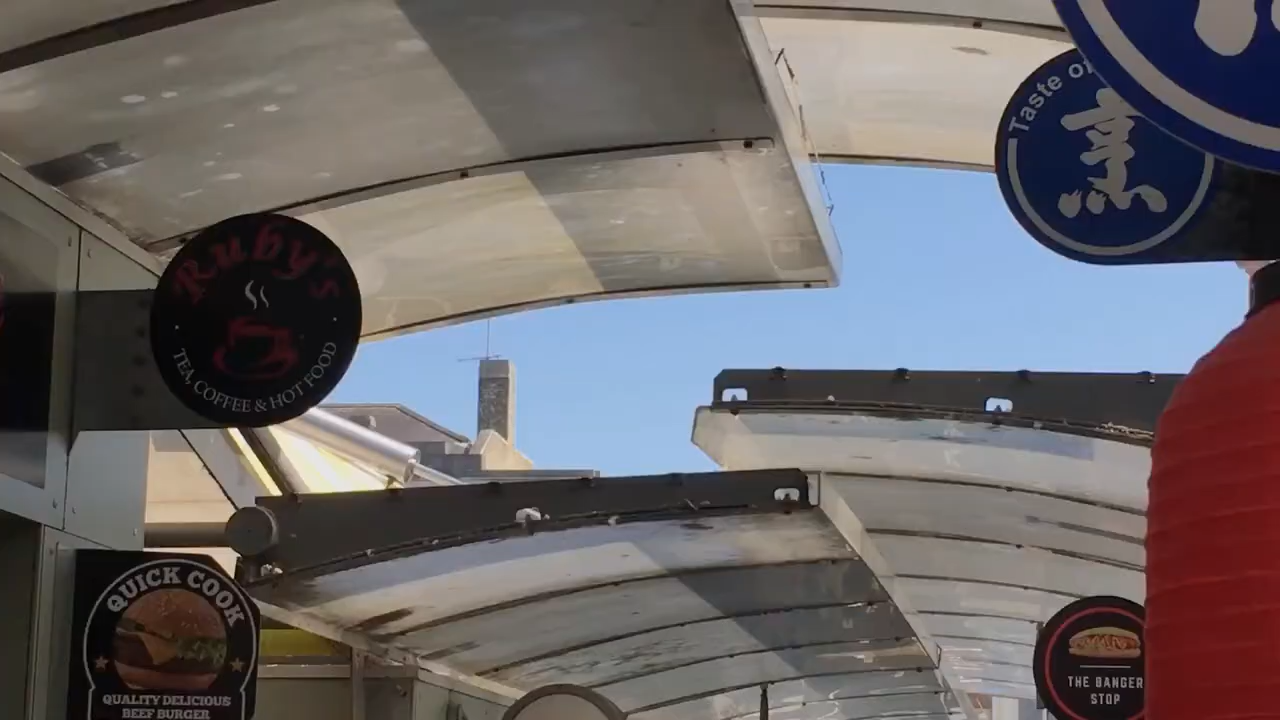 Ruby's
TEA, COFFEE & HOT FOOD
QUICK COOK
QUALITY DELICIOUS
BEEF BURGER
Taste of
烹
THE BANGER
STOP